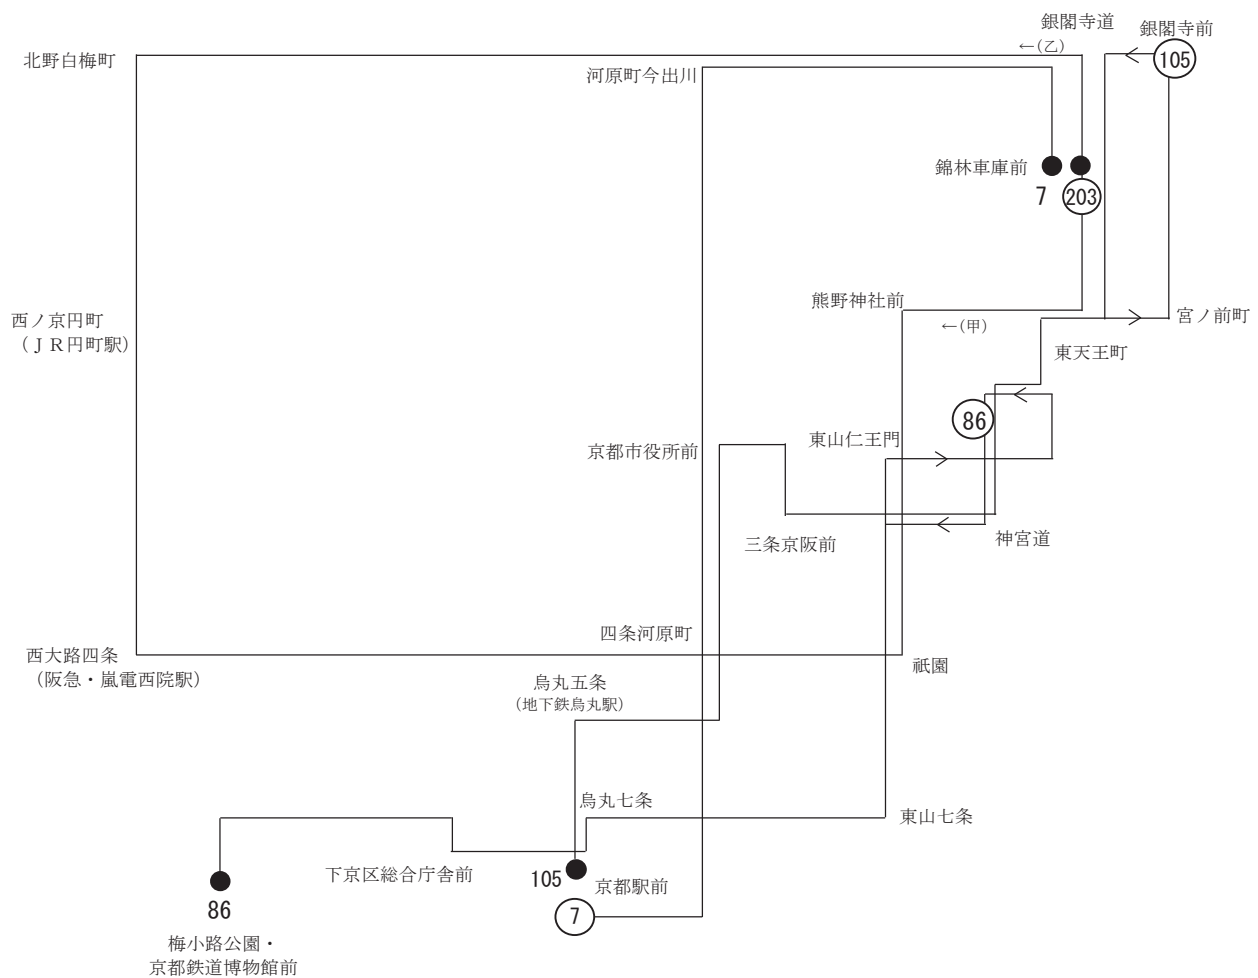 銀閣寺道
銀閣寺前
←(乙)
105
北野白梅町
河原町今出川
錦林車庫前
7
203
熊野神社前
←(甲)
西ノ京円町
（ＪＲ円町駅）
宮ノ前町
東天王町
86
東山仁王門
京都市役所前
神宮道
三条京阪前
四条河原町
西大路四条
（阪急・嵐電西院駅）
祇園
烏丸五条
（地下鉄烏丸駅）
烏丸七条
東山七条
下京区総合庁舎前
105
京都駅前
7
86
梅小路公園・
京都鉄道博物館前